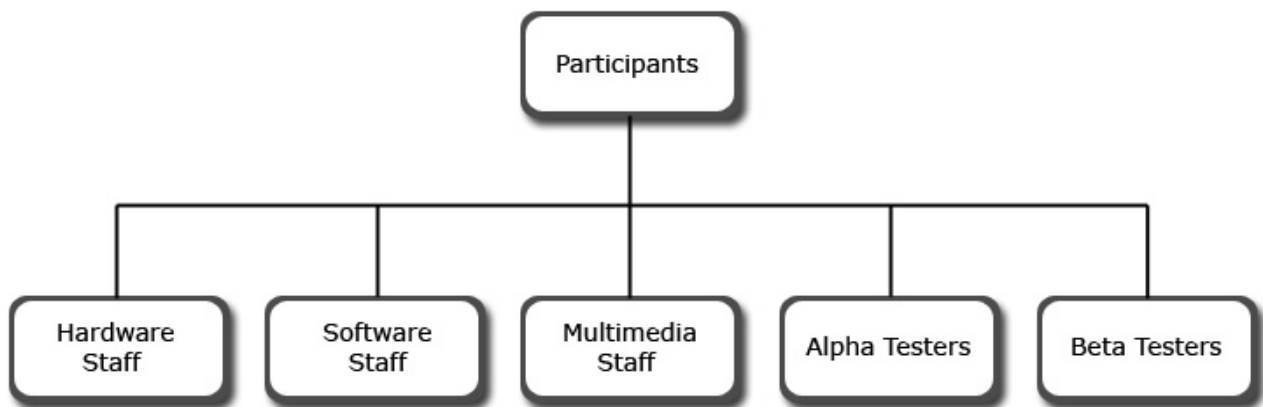 Participants
Hardware
Staff
Software
Staff
Multimedia
Staff
Alpha Testers
Beta Testers